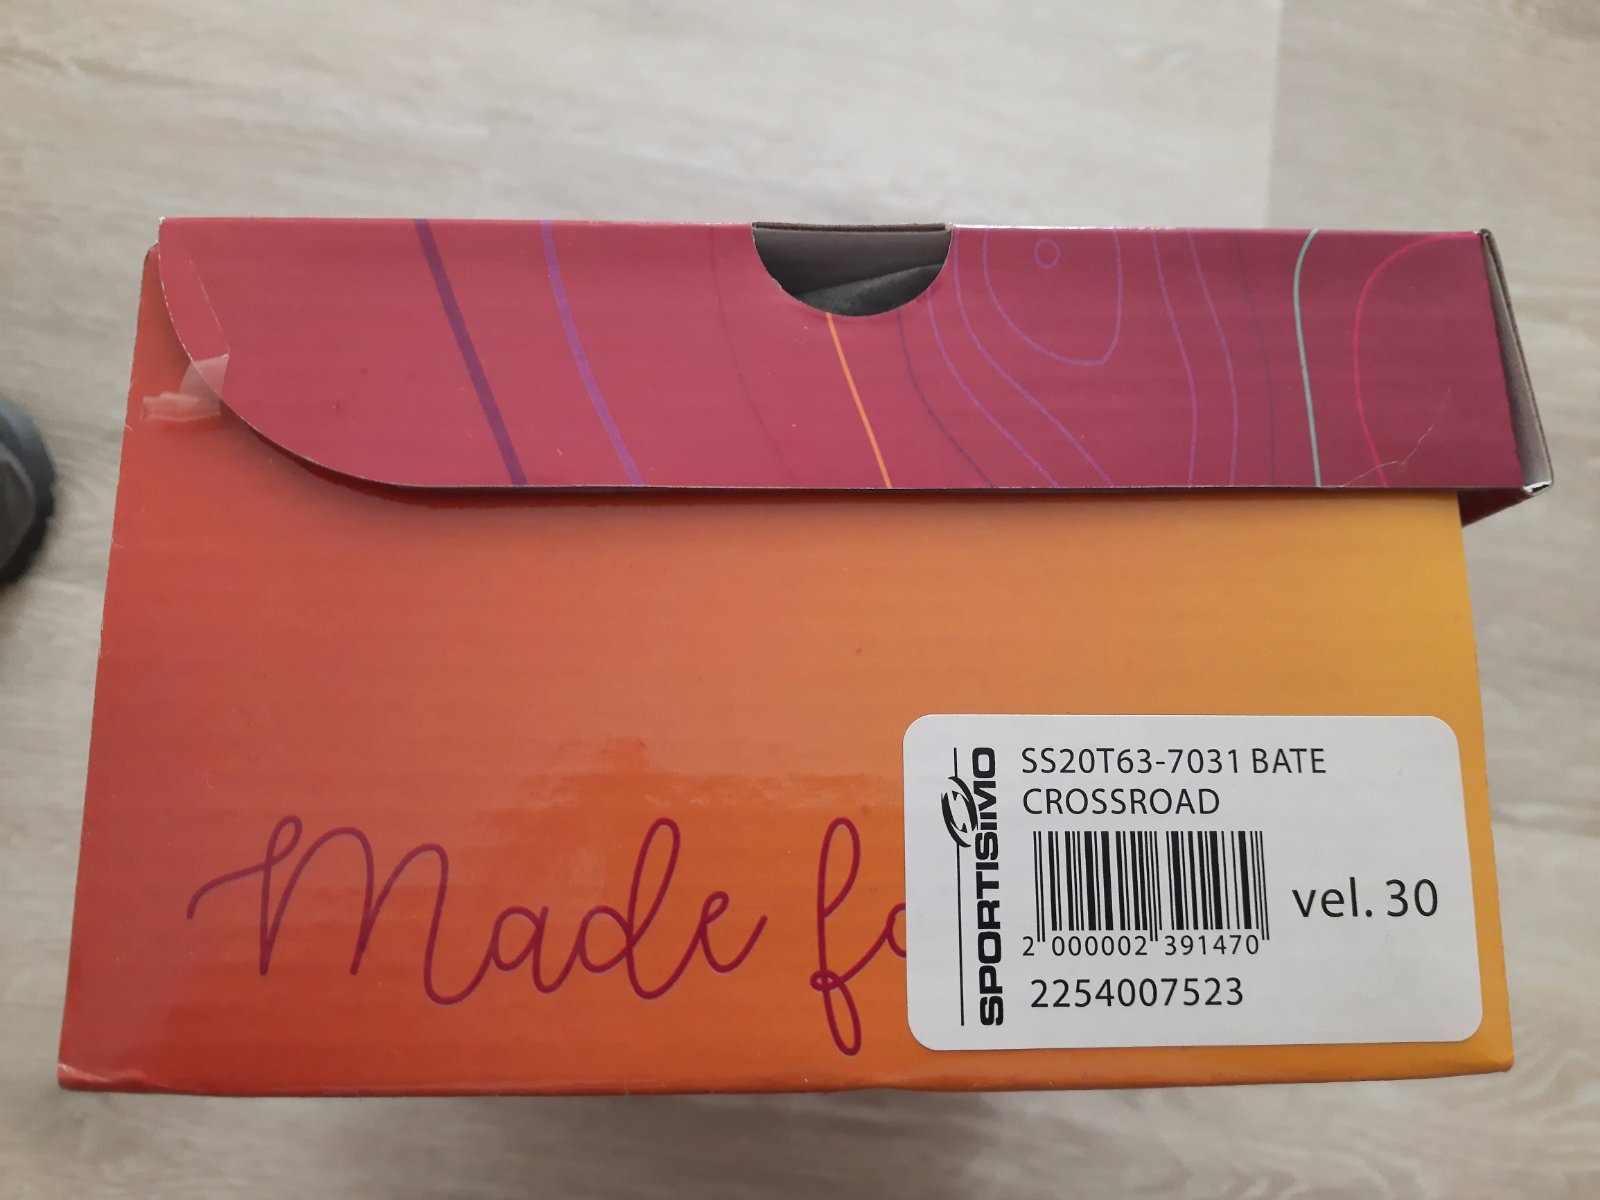 SPORTISIMO
SS20T63-7031 BATE
CROSSROAD
2 000002 391470
vel. 30
2254007523
Made fo